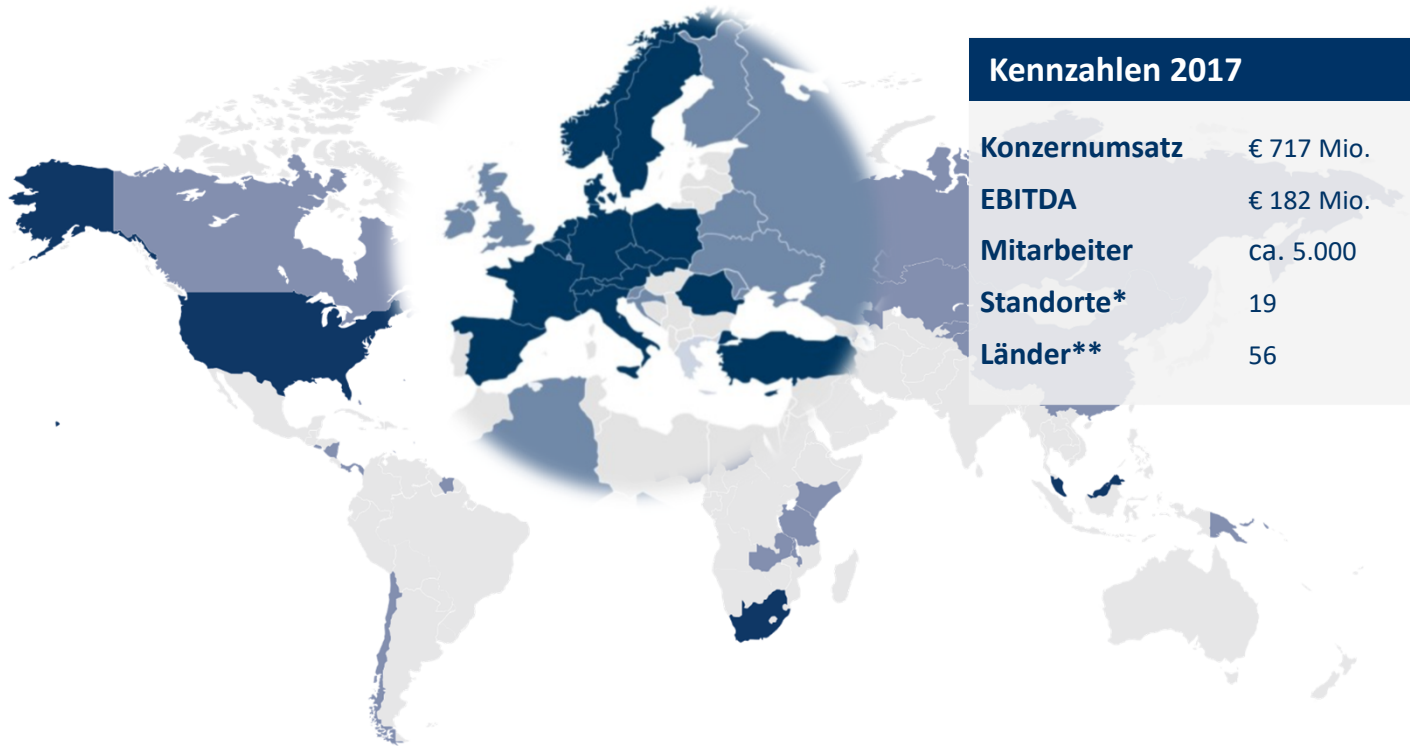 Kennzahlen 2017
Konzernumsatz € 717 Mio.
EBITDA € 182 Mio.
Mitarbeiter ca. 5.000
Standorte* 19
Länder** 56